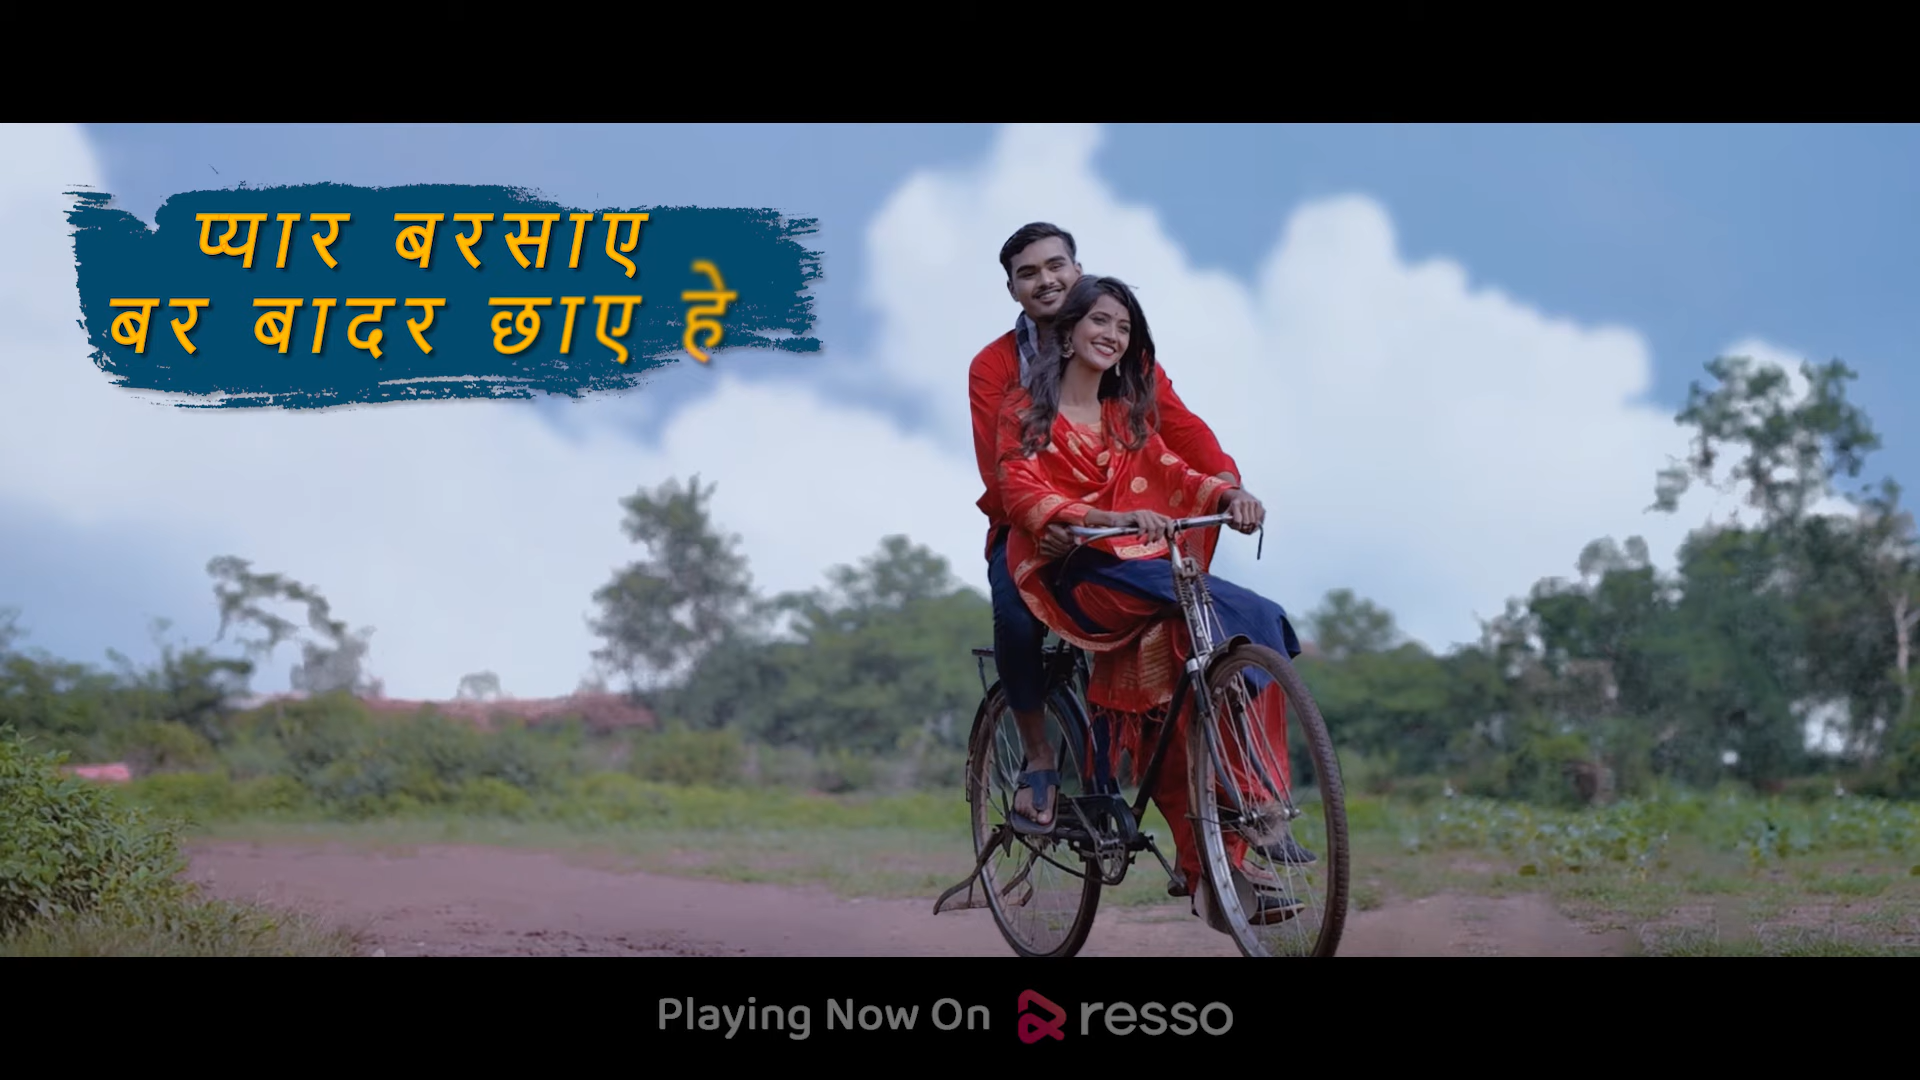 प्यार बरसाए
बर बादर छाए हे
Playing Now On resso